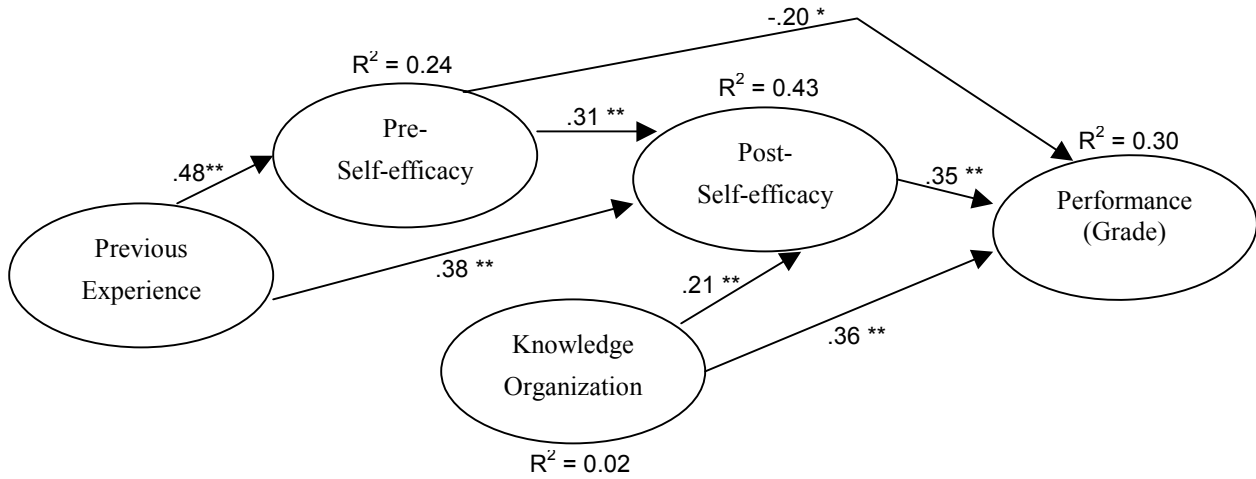 -.20 *
R² = 0.24
R² = 0.43
Pre-
Self-efficacy
.31 **
Post-
Self-efficacy
R² = 0.30
.48**
.35 **
Performance
(Grade)
Previous
Experience
.38 **
.21 **
.36 **
Knowledge
Organization
R² = 0.02